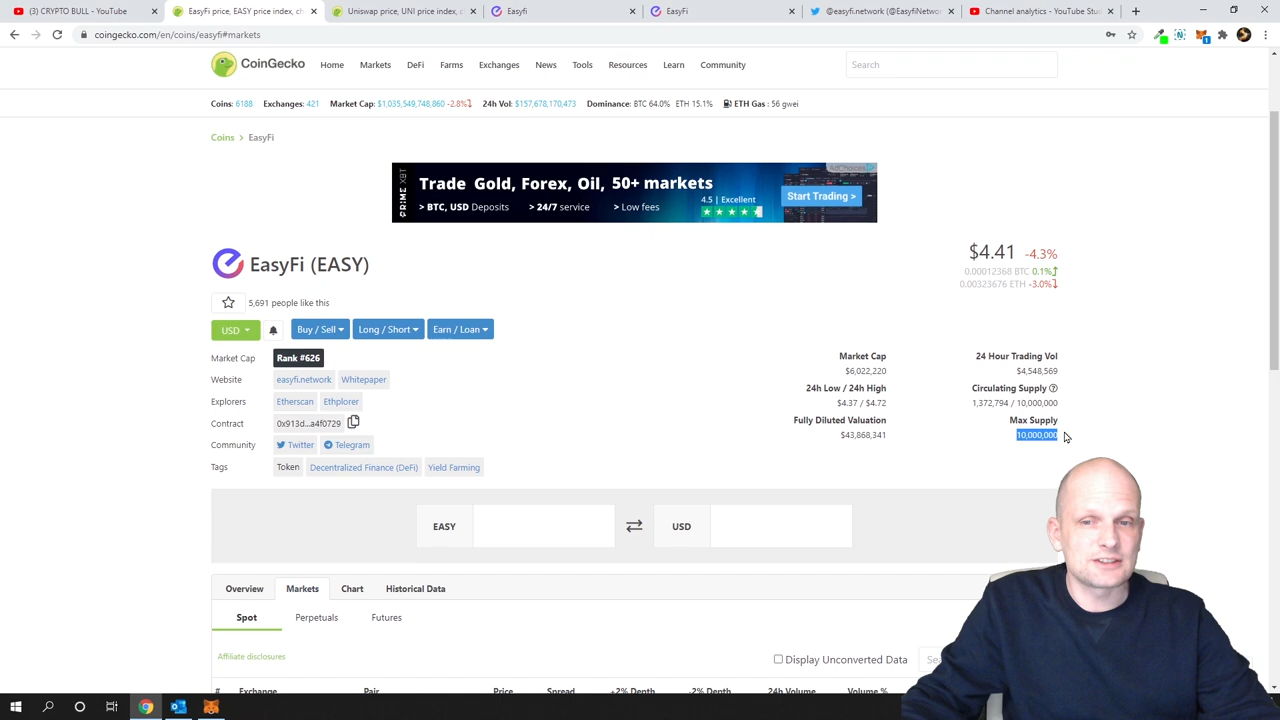 (3) CRYPTO BULL - YouTube
EasyFi price, EASY price index, ch
Uniswap price, UNI price index, c
EasyFi
EasyFi
@easyfi.network (@EasyFiNetwor
Channel analytics - YouTube Stud
coingecko.com/en/coins/easyfi#markets
CoinGecko Home Markets DeFi Farms Exchanges News Tools Resources Learn Community Search
Coins: 6188 Exchanges: 421 Market Cap: $1,035,549,748,860 -2.8% 24h Vol: $157,678,170,473 Dominance: BTC 64.0% ETH 15.1% ETH Gas : 56 gwei
Coins > EasyFi
PRIME XBT
Trade Gold, Forex, Oil, 50+ markets
> BTC, USD Deposits > 24/7 service > Low fees
4.5 | Excellent
Start Trading >
AdChoices
EasyFi (EASY)
$4.41 -4.3%
0.00012368 BTC 0.1%
0.00323676 ETH -3.0%
5,691 people like this
USD Buy / Sell Long / Short Earn / Loan
Market Cap Rank #626
Website easyfi.network Whitepaper
Explorers Etherscan Ethplorer
Contract 0x913d...a4f0729
Community Twitter Telegram
Tags Token Decentralized Finance (DeFi) Yield Farming
Market Cap 24 Hour Trading Vol
$6,022,220 $4,548,569
24h Low / 24h High Circulating Supply
$4.37 / $4.72 1,372,794 / 10,000,000
Fully Diluted Valuation Max Supply
$43,868,341 10,000,000
EASY USD
Overview Markets Chart Historical Data
Spot Perpetuals Futures
Affiliate disclosures
Display Unconverted Data
Se
# Exchange Pair Price Spread +2% Depth -2% Depth 24h Volume Volume %